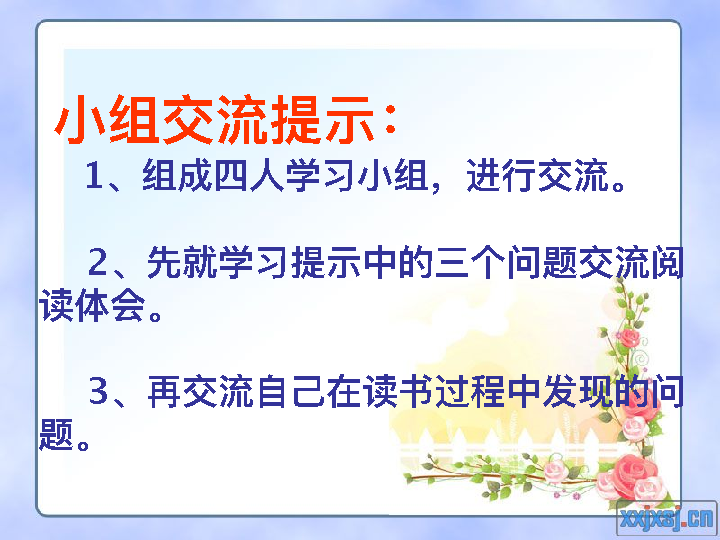 小组交流提示：
1、组成四人学习小组，进行交流。
2、先就学习提示中的三个问题交流阅
读体会。
3、再交流自己在读书过程中发现的问
题。
xxjxsj.cn